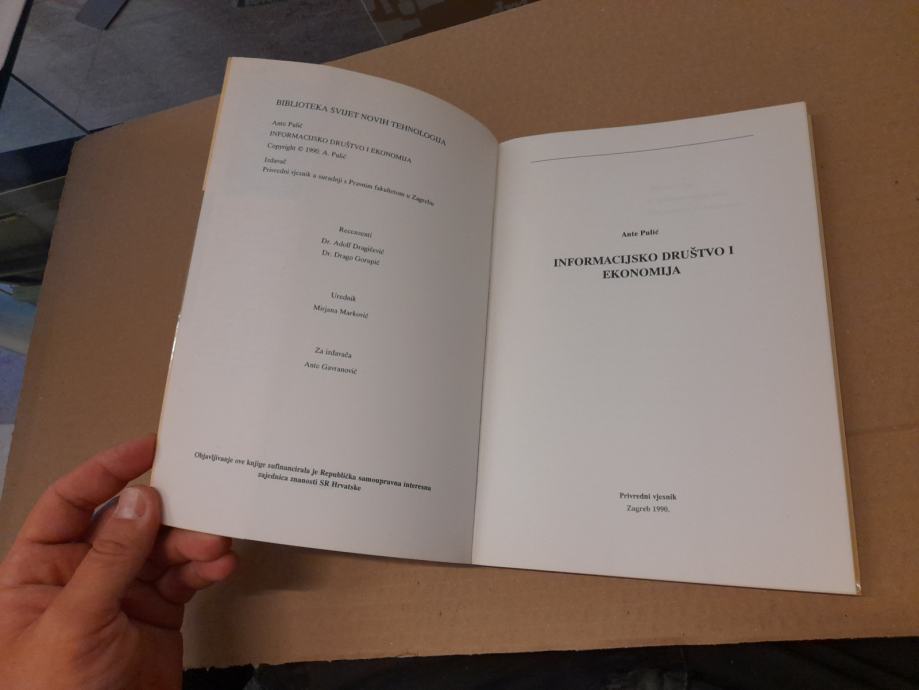 BIBLIOTEKA SVIJET NOVIH TEHNOLOGIJA
Ante Pulić
INFORMACIJSKO DRUŠTVO I EKONOMIJA
Copyright © 1990. A. Pulić
Izdavač
Privredni vjesnik u suradnji s Pravnim fakultetom u Zagrebu
Recenzenti
Dr. Adolf Dragičević
Dr. Drago Gorupić
Urednik
Mirjana Marković
Za izdavača
Ante Gavranović
Objavljivanje ove knjige sufinancirala je Republička samoupravna interesna
zajednica znanosti SR Hrvatske
Ante Pulić
INFORMACIJSKO DRUŠTVO I
EKONOMIJA
Privredni vjesnik
Zagreb 1990.